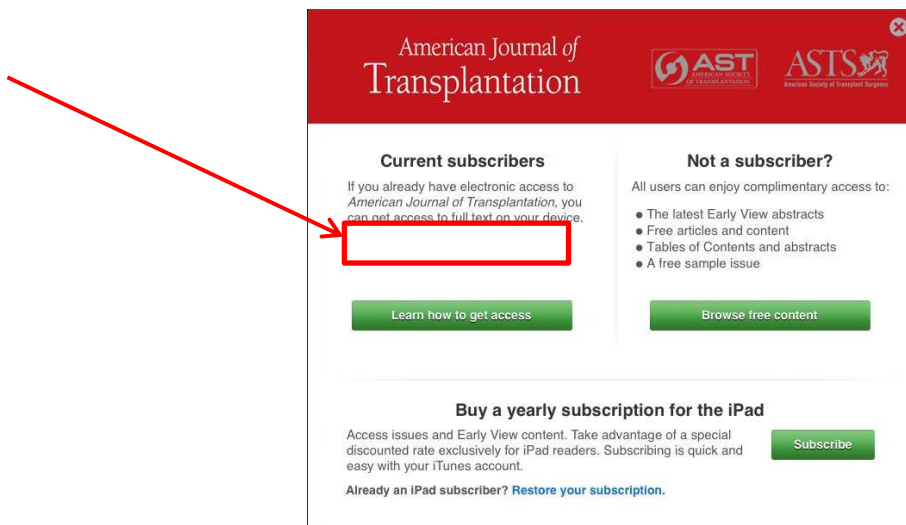 American Journal of
Transplantation
AST
AMERICAN SOCIETY
OF TRANSPLANTATION
ASTS
American Society of Transplant Surgeons
Current subscribers
If you already have electronic access to
American Journal of Transplantation, you
can get access to full text on your device.
Learn how to get access
Not a subscriber?
All users can enjoy complimentary access to:
• The latest Early View abstracts
• Free articles and content
• Tables of Contents and abstracts
• A free sample issue
Browse free content
Buy a yearly subscription for the iPad
Access issues and Early View content. Take advantage of a special
discounted rate exclusively for iPad readers. Subscribing is quick and
easy with your iTunes account.
Subscribe
Already an iPad subscriber? Restore your subscription.